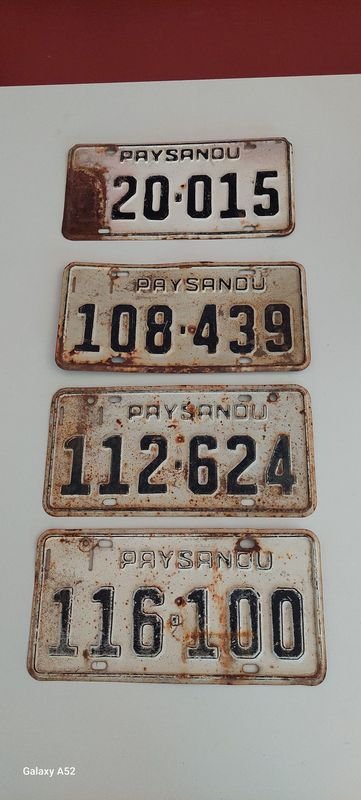 PAYSANDU
20·015
PAYSANDU
108·439
PAYSANDU
112·624
PAYSANDU
116·100
Galaxy A52